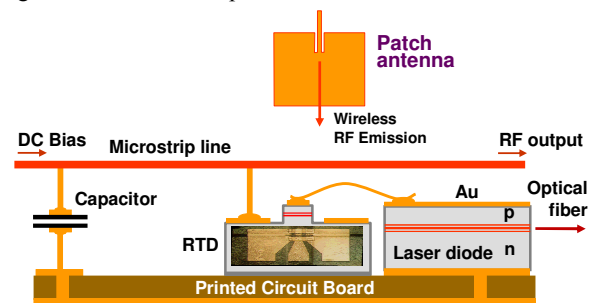 Patch
antenna
Wireless
RF Emission
DC Bias
Microstrip line
RF output
Capacitor
Au
Optical
fiber
p
RTD
Laser diode
n
Printed Circuit Board